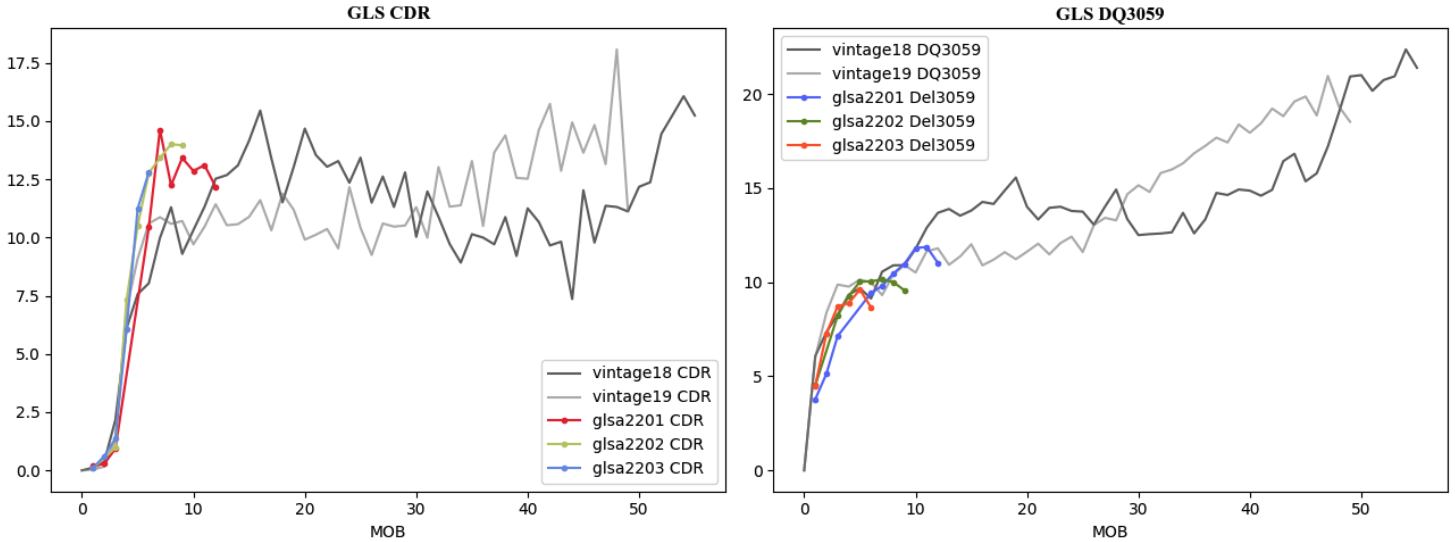 GLS CDR
17.5
15.0
12.5
10.0
7.5
5.0
2.5
0.0
vintage18 CDR
vintage19 CDR
glsa2201 CDR
glsa2202 CDR
glsa2203 CDR
0 10 20 30 40 50
MOB
GLS DQ3059
vintage18 DQ3059
vintage19 DQ3059
glsa2201 Del3059
glsa2202 Del3059
glsa2203 Del3059
20
15
10
5
0
0 10 20 30 40 50
MOB